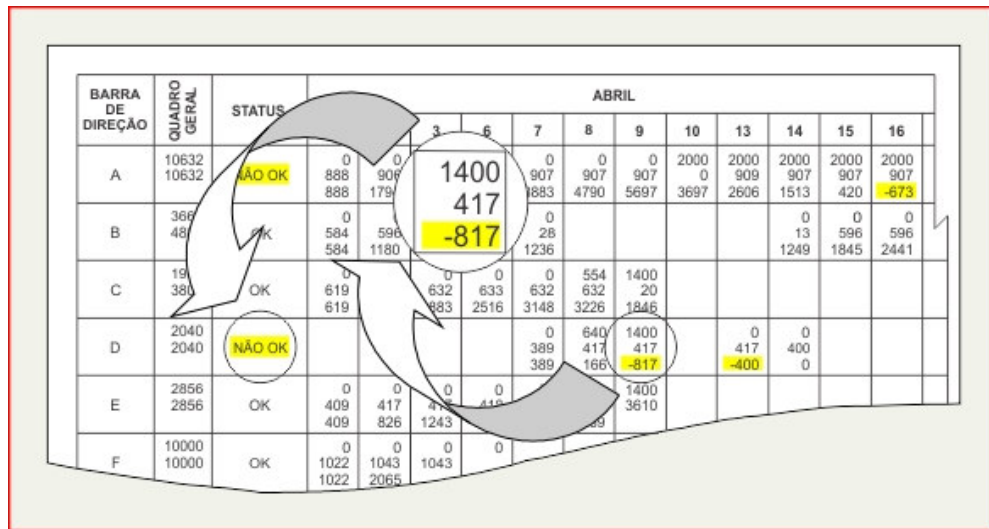 BARRA DE DIREÇÃO QUADRO GERAL STATUS ABRIL
3 6 7 8 9 10 13 14 15 16
A 10632 NÃO OK 0 0 0 0 0 2000 2000 2000 2000 2000
10632 888 907 907 907 0 909 907 907 907
888 4790 5697 3697 2606 1513 420 -673
1400
417
-817
B 0 0 0 0 0
584 596 28 13 596 596
584 1180 1236 1249 1845 2441
C OK 0 0 0 554 1400
619 632 633 632 632 20
619 2516 3148 3226 1846
D 2040 NÃO OK 0 640 1400 0 0
2040 389 417 417 417 400
389 166 -817 -400 0
E 2856 OK 0 0 0 0 1400
2856 409 417 3610
409 826 1243
F 10000 OK 0 0 0 0
10000 1022 1043 1043
1022 2065